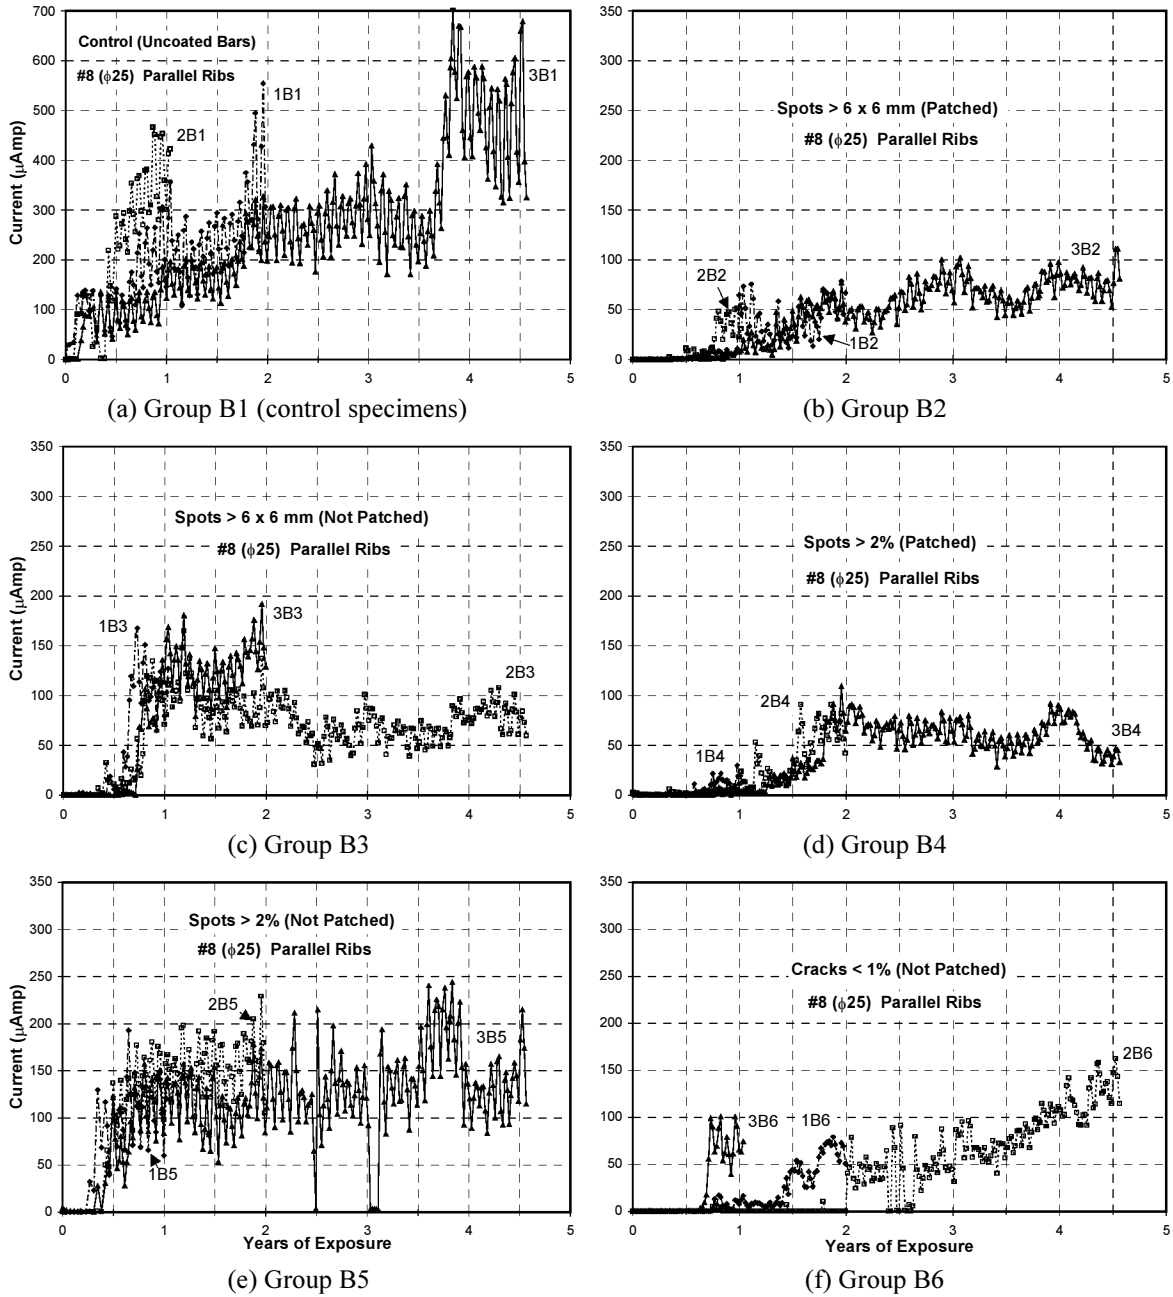 700
600
500
400
300
200
100
0
Current (μAmp)
Control (Uncoated Bars)
#8 (ϕ25) Parallel Ribs
2B1
1B1
3B1
0 1 2 3 4 5
(a) Group B1 (control specimens)
350
300
250
200
150
100
50
0
Spots > 6 x 6 mm (Patched)
#8 (ϕ25) Parallel Ribs
2B2
1B2
3B2
0 1 2 3 4 5
(b) Group B2
350
300
250
200
150
100
50
0
Current (μAmp)
Spots > 6 x 6 mm (Not Patched)
#8 (ϕ25) Parallel Ribs
1B3
3B3
2B3
0 1 2 3 4 5
(c) Group B3
350
300
250
200
150
100
50
0
Spots > 2% (Patched)
#8 (ϕ25) Parallel Ribs
1B4
2B4
3B4
0 1 2 3 4 5
(d) Group B4
350
300
250
200
150
100
50
0
Current (μAmp)
Spots > 2% (Not Patched)
#8 (ϕ25) Parallel Ribs
2B5
1B5
3B5
0 1 2 3 4 5
Years of Exposure
(e) Group B5
350
300
250
200
150
100
50
0
Cracks < 1% (Not Patched)
#8 (ϕ25) Parallel Ribs
3B6
1B6
2B6
0 1 2 3 4 5
Years of Exposure
(f) Group B6